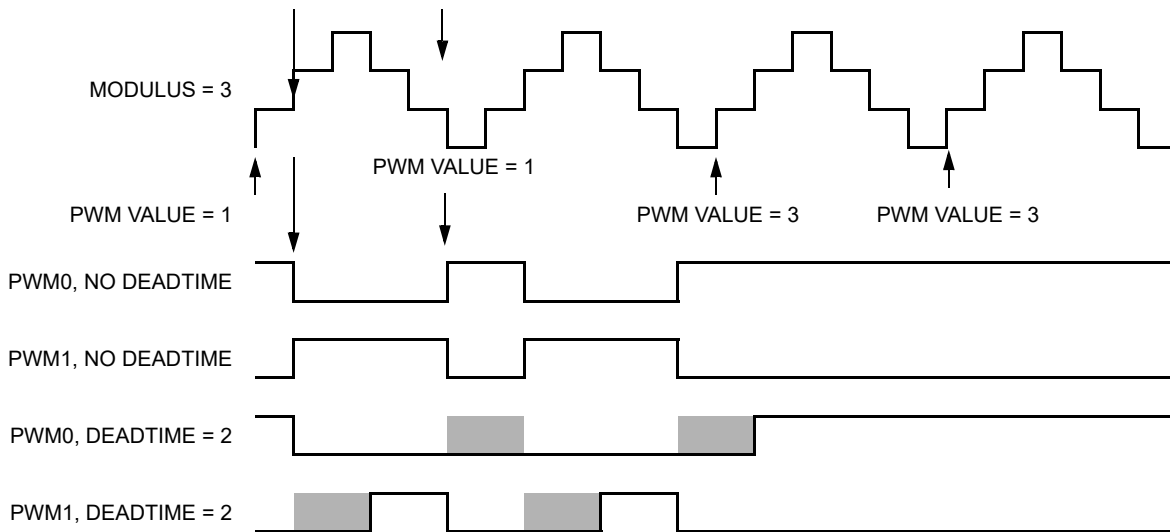 MODULUS = 3
PWM VALUE = 1
PWM VALUE = 1
PWM VALUE = 3
PWM VALUE = 3
PWM0, NO DEADTIME
PWM1, NO DEADTIME
PWM0, DEADTIME = 2
PWM1, DEADTIME = 2